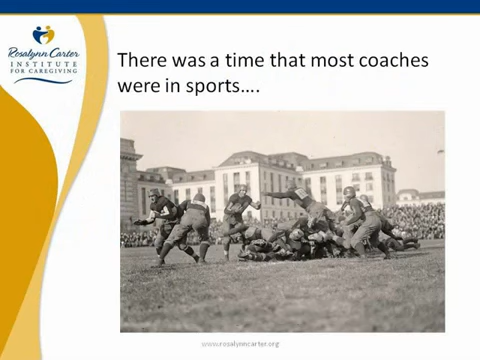 Rosalynn Carter
INSTITUTE
FOR CAREGIVING
There was a time that most coaches
were in sports….
www.rosalynncarter.org